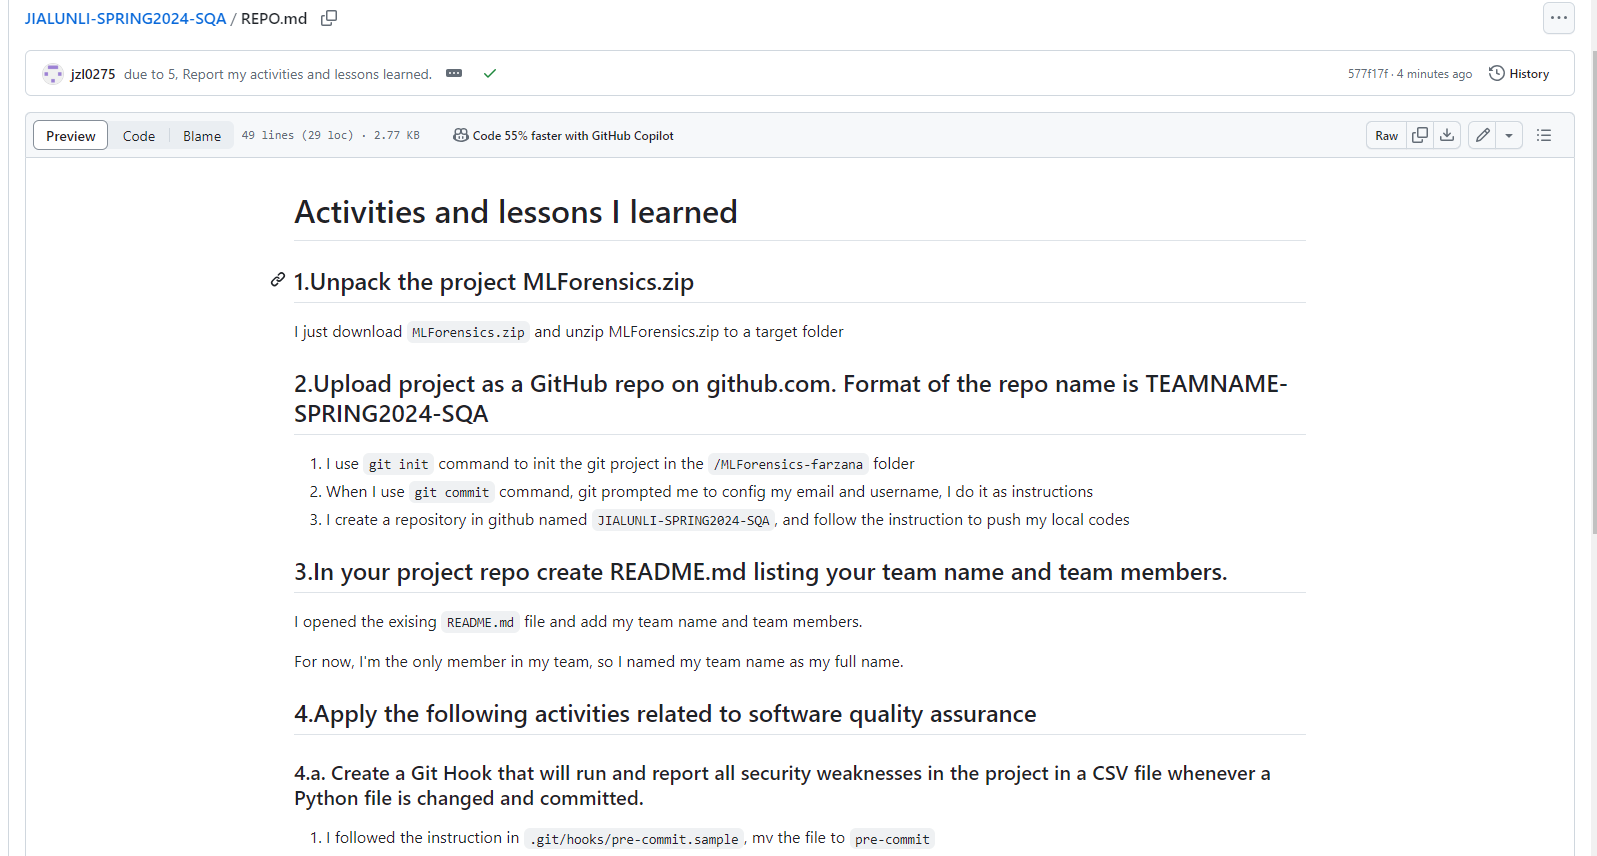 JIALUNLI-SPRING2024-SQA / REPO.md
jzl0275 due to 5, Report my activities and lessons learned.
577f17f · 4 minutes ago
History
Preview
Code
Blame
49 lines (29 loc) · 2.77 KB
Code 55% faster with GitHub Copilot
Raw
Activities and lessons I learned
1.Unpack the project MLForensics.zip
I just download MLForensics.zip and unzip MLForensics.zip to a target folder
2.Upload project as a GitHub repo on github.com. Format of the repo name is TEAMNAME-
SPRING2024-SQA
1. I use git init command to init the git project in the /MLForensics-farzana folder
2. When I use git commit command, git prompted me to config my email and username, I do it as instructions
3. I create a repository in github named JIALUNLI-SPRING2024-SQA , and follow the instruction to push my local codes
3.In your project repo create README.md listing your team name and team members.
I opened the exising README.md file and add my team name and team members.
For now, I'm the only member in my team, so I named my team name as my full name.
4.Apply the following activities related to software quality assurance
4.a. Create a Git Hook that will run and report all security weaknesses in the project in a CSV file whenever a
Python file is changed and committed.
1. I followed the instruction in .git/hooks/pre-commit.sample , mv the file to pre-commit